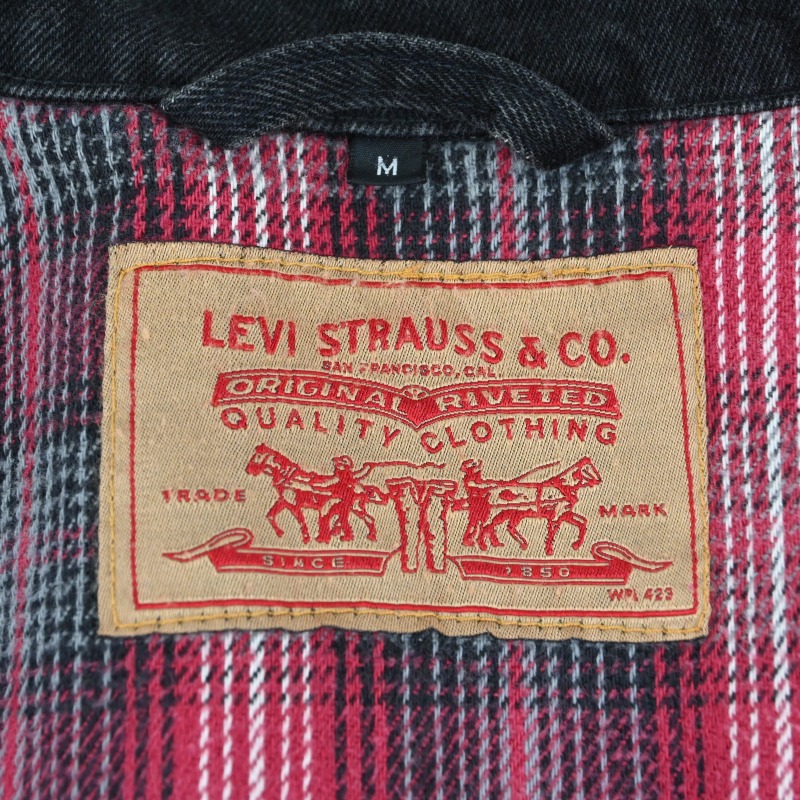 M
LEVI STRAUSS & CO.
SAN FRANCISCO, CAL.
ORIGINAL RIVETED
QUALITY CLOTHING
TRADE MARK
SINCE 1850
WPL 423